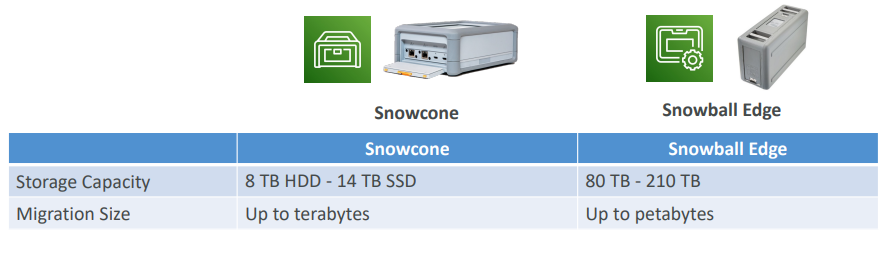 Snowcone
Snowball Edge
Snowcone Snowball Edge
Storage Capacity 8 TB HDD - 14 TB SSD 80 TB - 210 TB
Migration Size Up to terabytes Up to petabytes